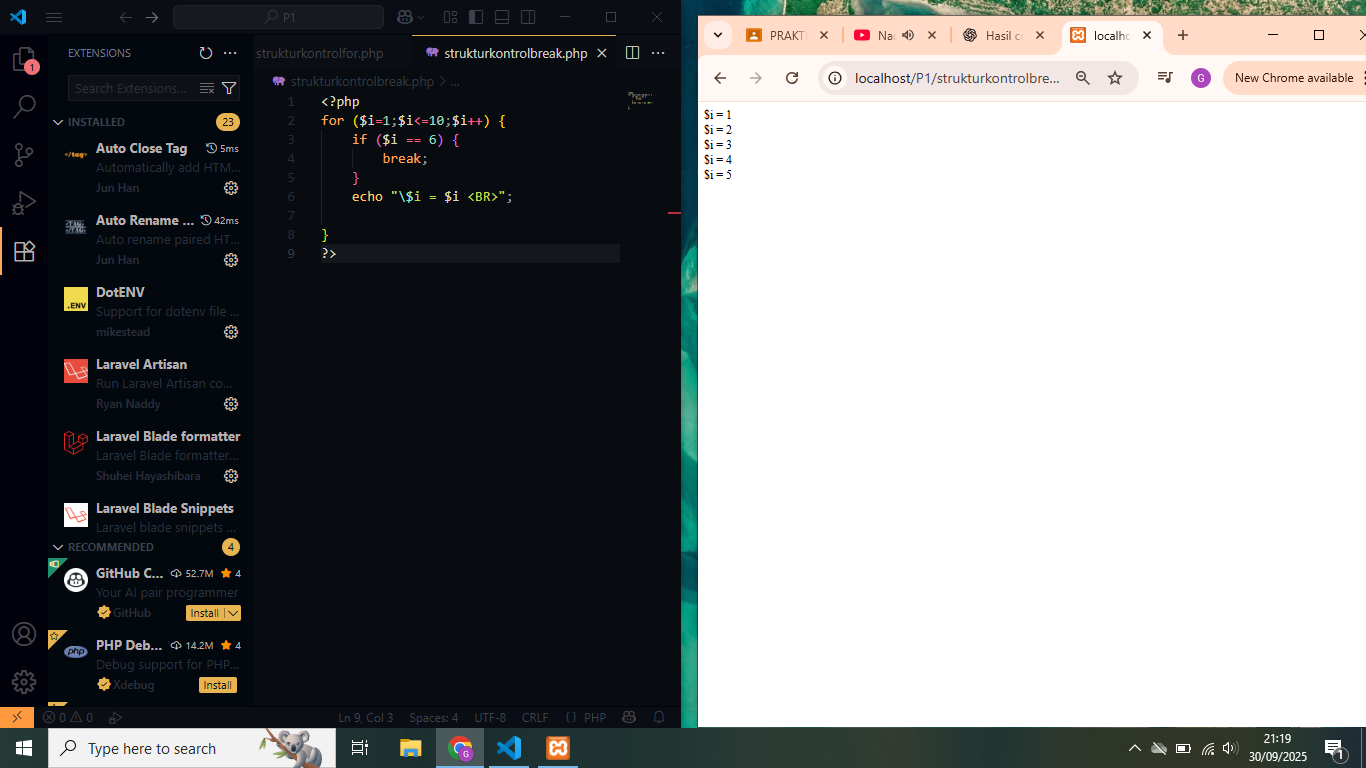 P1
EXTENSIONS
Search Extensions...
INSTALLED
23
Auto Close Tag
5ms
Automatically add HTM...
Jun Han
Auto Rename ...
42ms
Auto rename paired HT...
Jun Han
DotENV
.ENV
Support for dotenv file ...
mikestead
Laravel Artisan
Run Laravel Artisan co...
Ryan Naddy
Laravel Blade formatter
Laravel Blade formatter...
Shuhei Hayashibara
Laravel Blade Snippets
Laravel blade snippets ...
RECOMMENDED
4
GitHub C...
52.7M
4
Your AI pair programmer
GitHub
Install
PHP Deb...
14.2M
4
php
Debug support for PHP...
Xdebug
Install
1
strukturkontrolfor.php
strukturkontrolbreak.php
strukturkontrolbreak.php > ...
1 <?php
2 for ($i=1;$i<=10;$i++) {
3 if ($i == 6) {
4 break;
5 }
6 echo "\$i = $i <BR>";
7
8 }
9 ?>
0 0
Ln 9, Col 3
Spaces: 4
UTF-8
CRLF
{ } PHP
PRAKTI
Nac
Hasil c
localhc
localhost/P1/strukturkontrolbre...
G
New Chrome available
$i = 1
$i = 2
$i = 3
$i = 4
$i = 5
Type here to search
G
21:19
30/09/2025
1